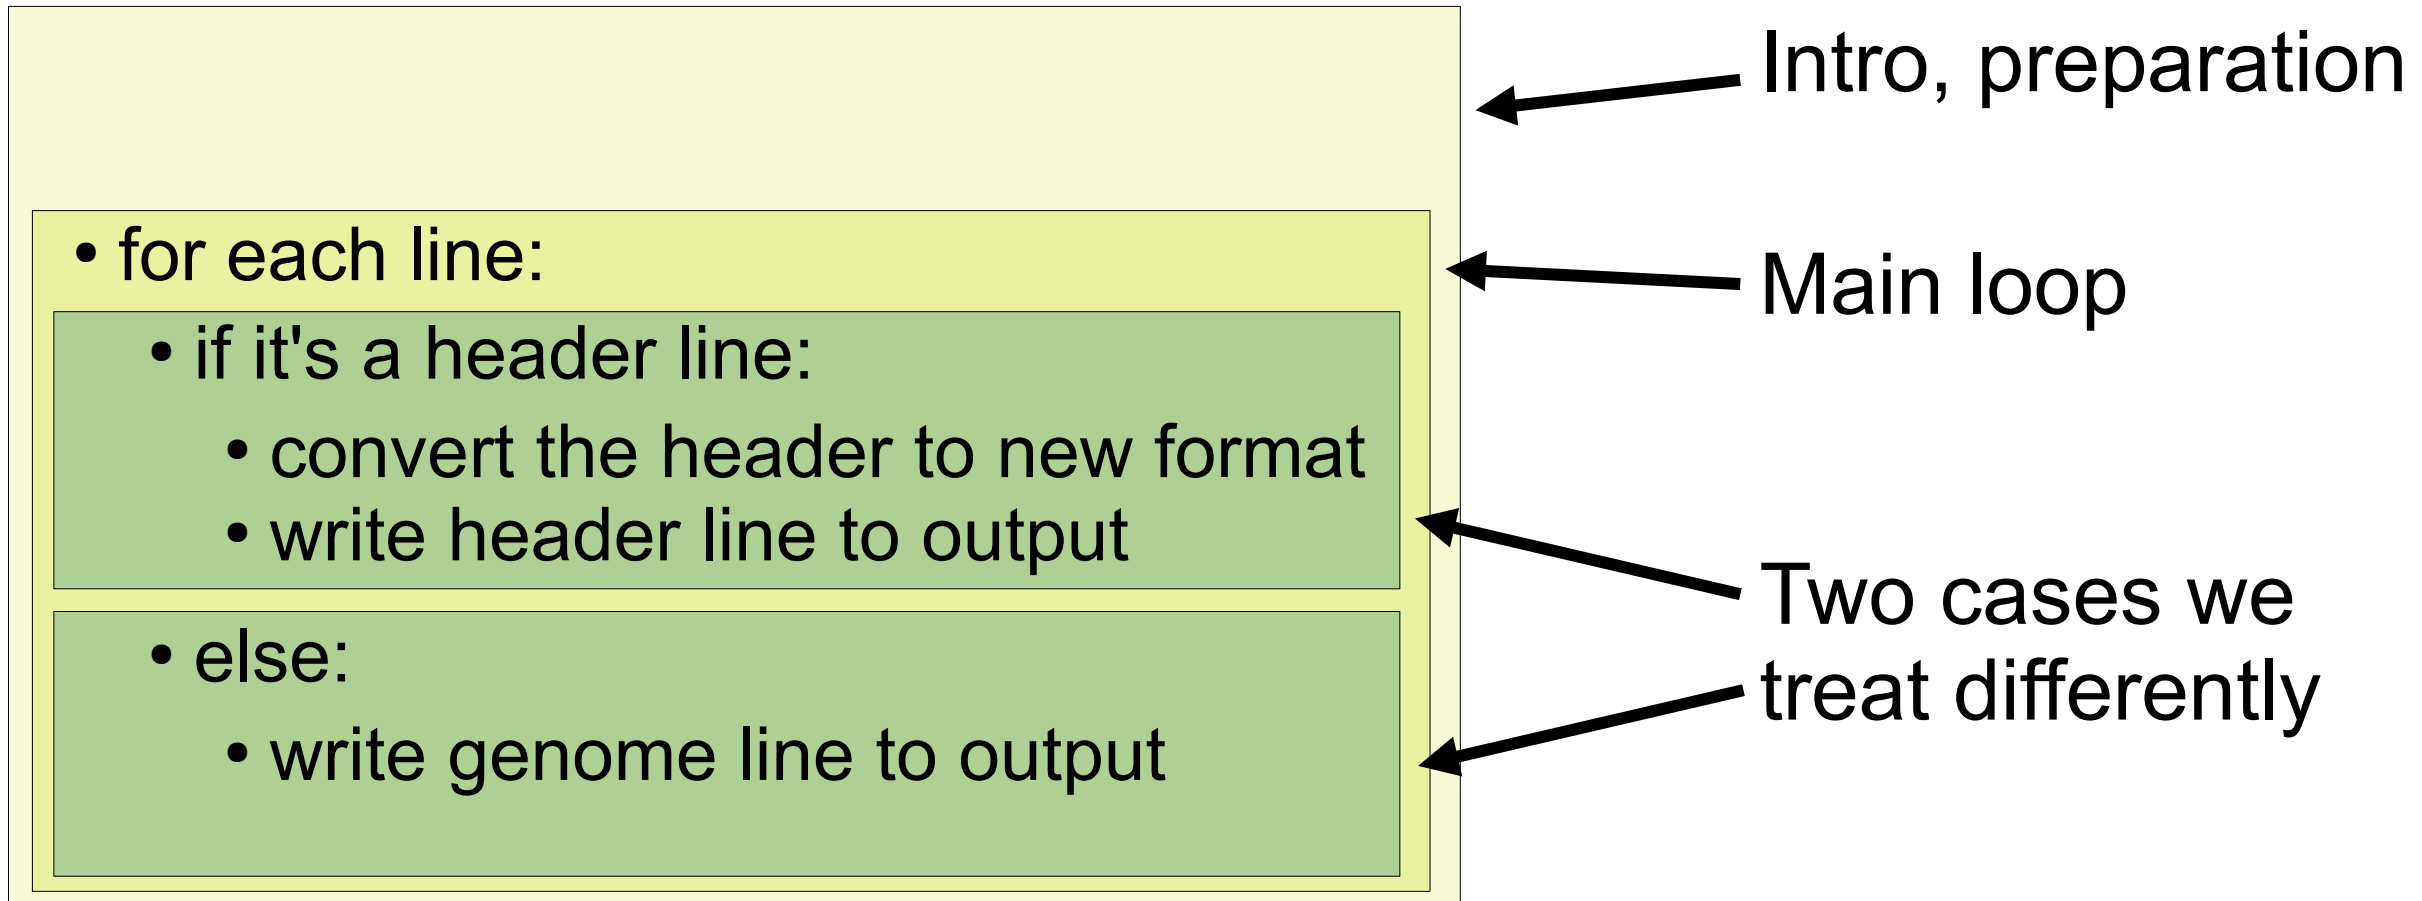 Intro, preparation
• for each line:
Main loop
• if it's a header line:
• convert the header to new format
• write header line to output
Two cases we
treat differently
• else:
• write genome line to output